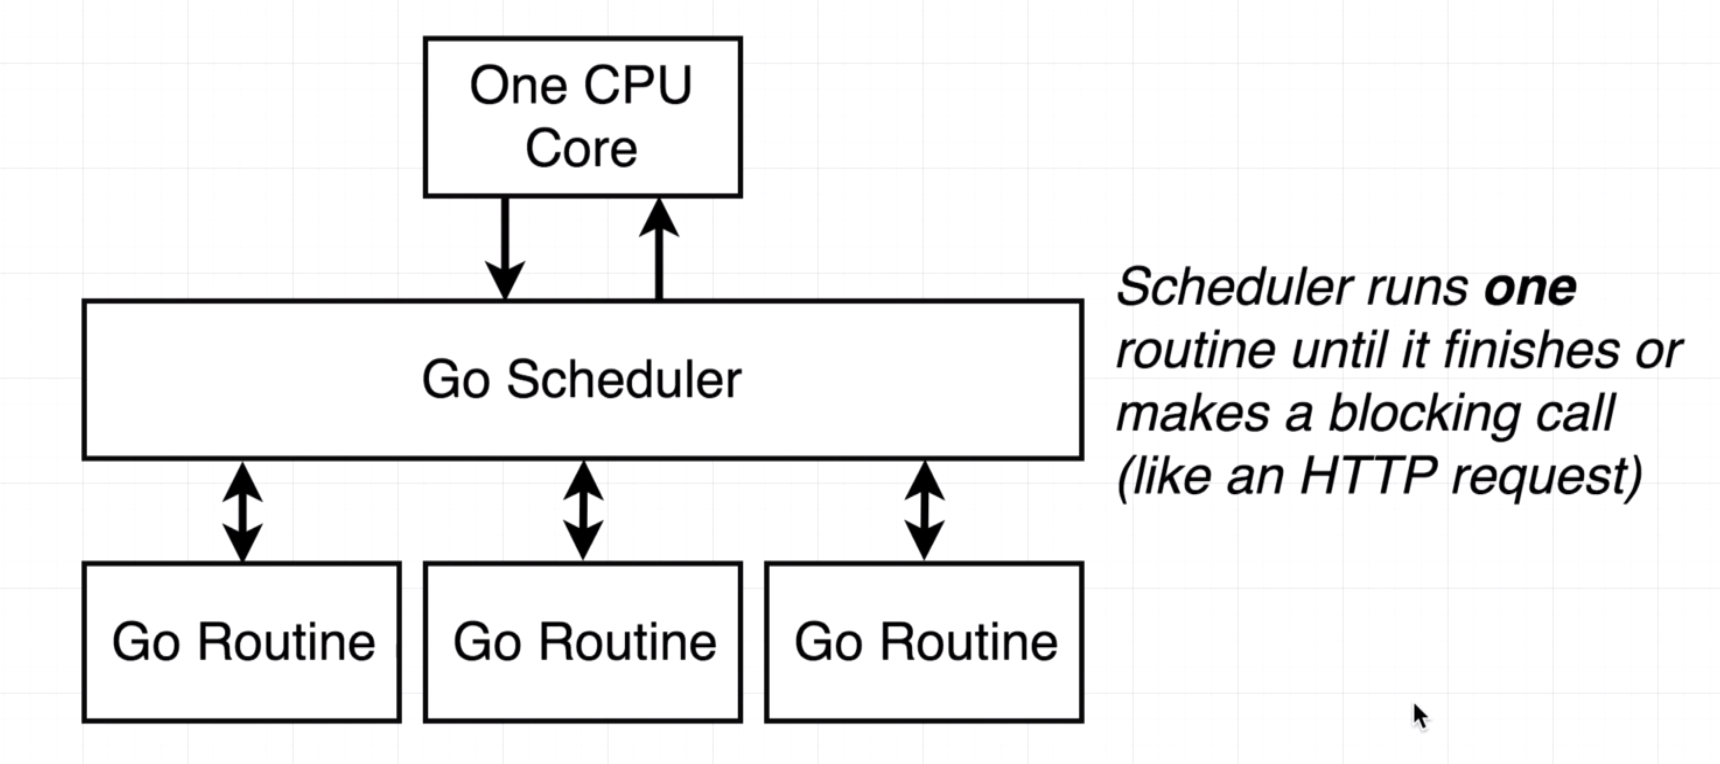 One CPU
Core
Go Scheduler
Scheduler runs one
routine until it finishes or
makes a blocking call
(like an HTTP request)
Go Routine
Go Routine
Go Routine